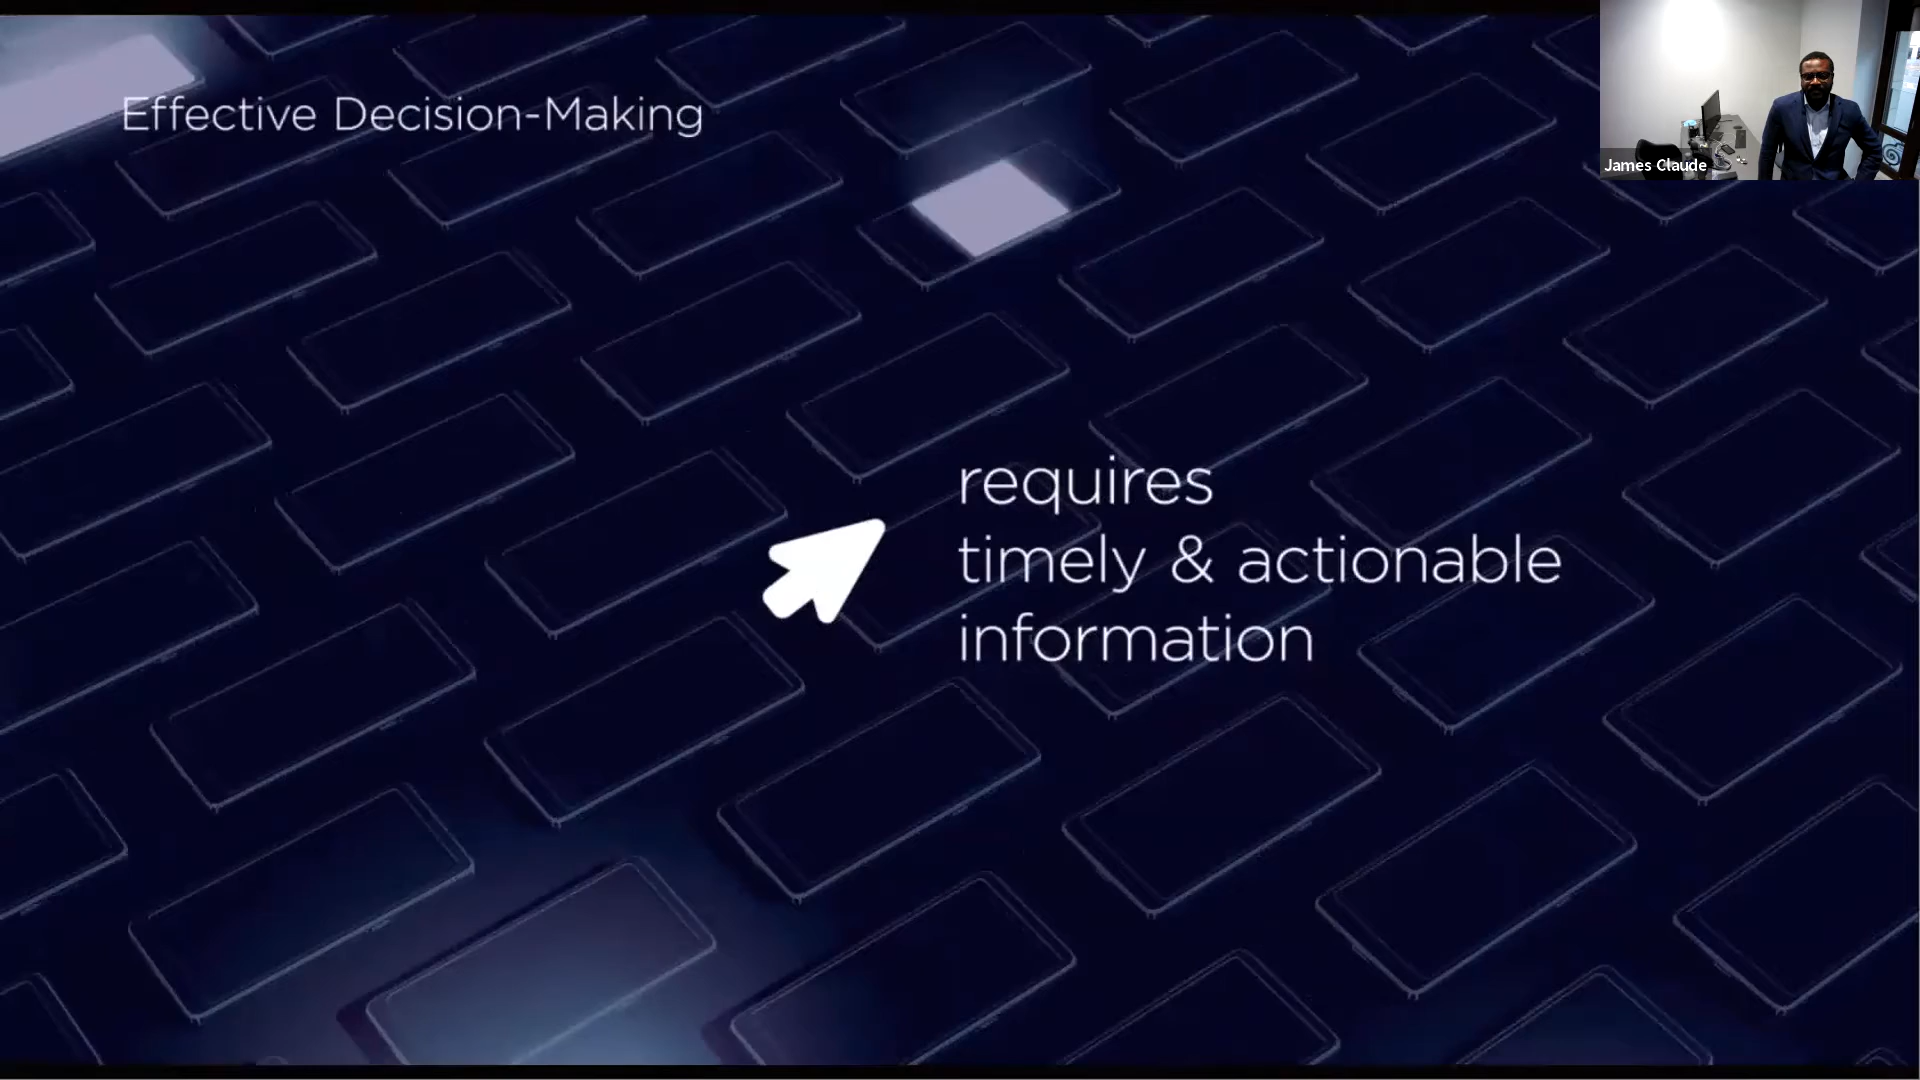 Effective Decision-Making
James Claude
requires
timely & actionable
information